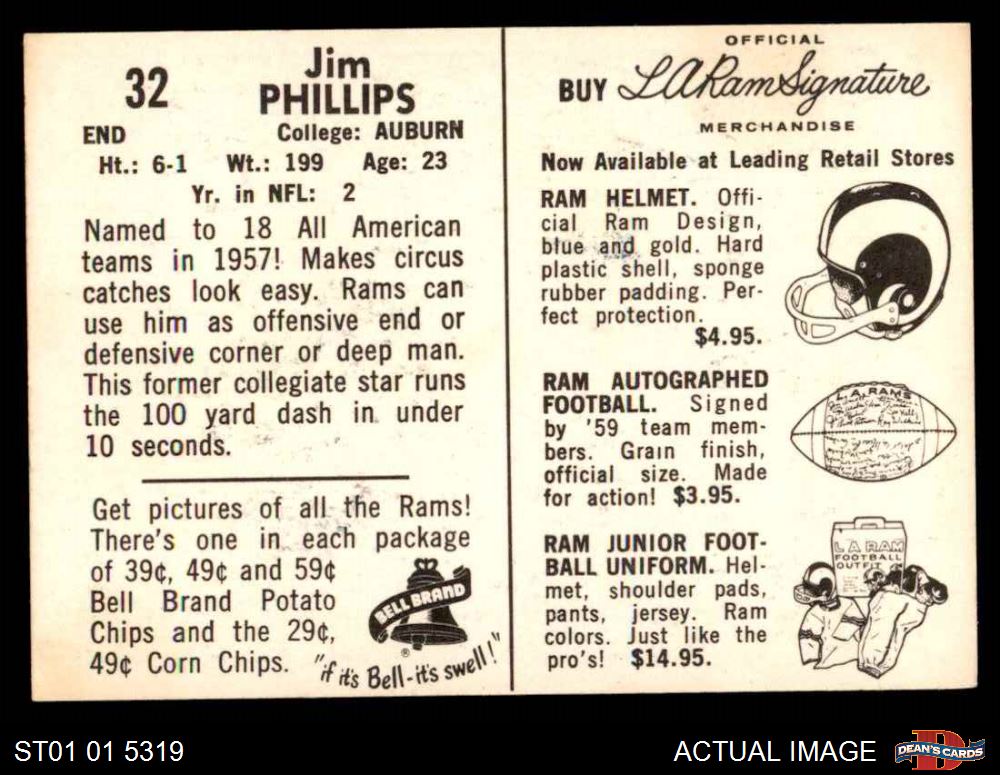 32
Jim
PHILLIPS
END
College: AUBURN
Ht.: 6-1 Wt.: 199 Age: 23
Yr. in NFL: 2
Named to 18 All American
teams in 1957! Makes circus
catches look easy. Rams can
use him as offensive end or
defensive corner or deep man.
This former collegiate star runs
the 100 yard dash in under
10 seconds.
Get pictures of all the Rams!
There's one in each package
of 39¢, 49¢ and 59¢
Bell Brand Potato
Chips and the 29¢,
49¢ Corn Chips.
BELL BRAND
®
"if it's Bell-it's swell!"
OFFICIAL
BUY LA Ram Signature
MERCHANDISE
Now Available at Leading Retail Stores
RAM HELMET. Offi-
cial Ram Design,
blue and gold. Hard
plastic shell, sponge
rubber padding. Per-
fect protection.
$4.95.
RAM AUTOGRAPHED
FOOTBALL. Signed
by '59 team mem-
bers. Grain finish,
official size. Made
for action! $3.95.
L.A. RAMS
RAM JUNIOR FOOT-
BALL UNIFORM. Hel-
met, shoulder pads,
pants, jersey. Ram
colors. Just like the
pro's! $14.95.
L A RAM
FOOTBALL
OUTFIT
ST01 01 5319
ACTUAL IMAGE
DEAN'S CARDS